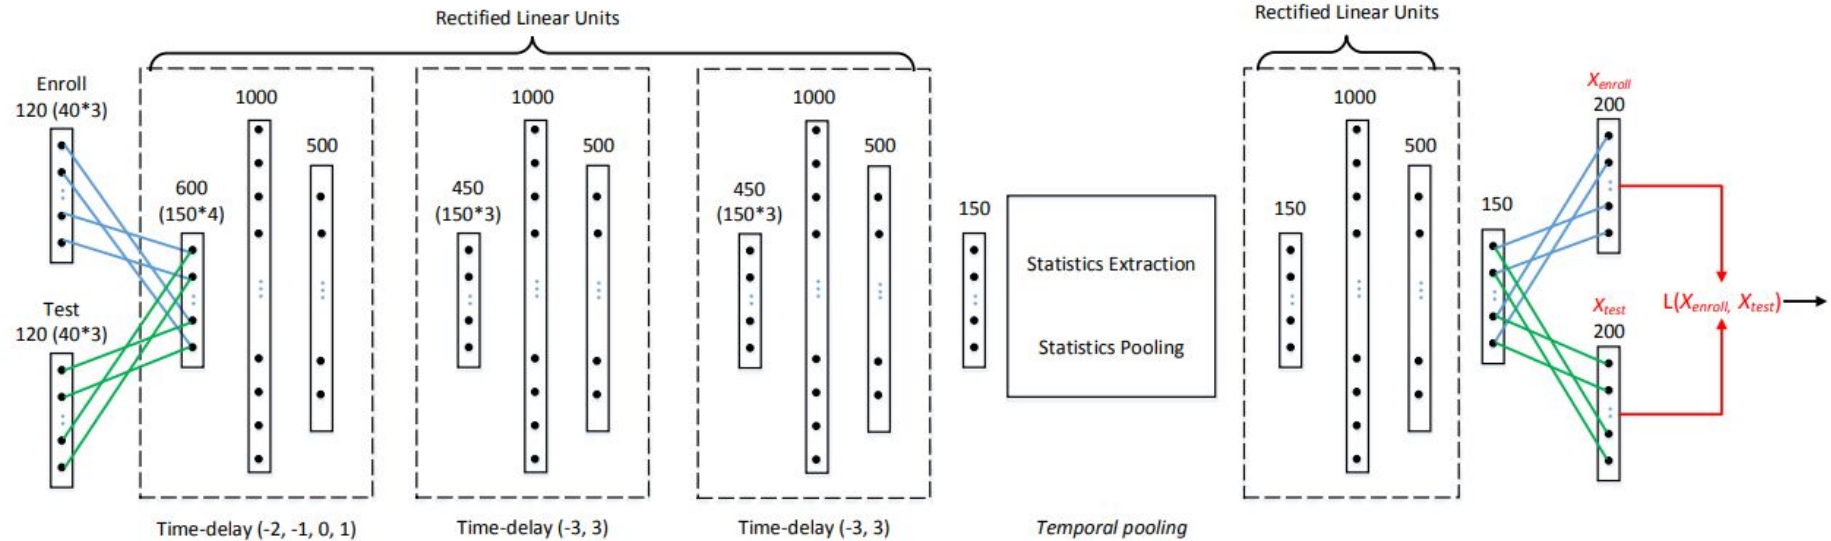 Rectified Linear Units
Rectified Linear Units
Enroll
120 (40*3)
Test
120 (40*3)
600
(150*4)
1000
500
Time-delay (-2, -1, 0, 1)
450
(150*3)
1000
500
Time-delay (-3, 3)
450
(150*3)
1000
500
Time-delay (-3, 3)
150
Statistics Extraction
Statistics Pooling
Temporal pooling
150
1000
500
150
Xenroll
200
Xtest
200
L(Xenroll, Xtest)